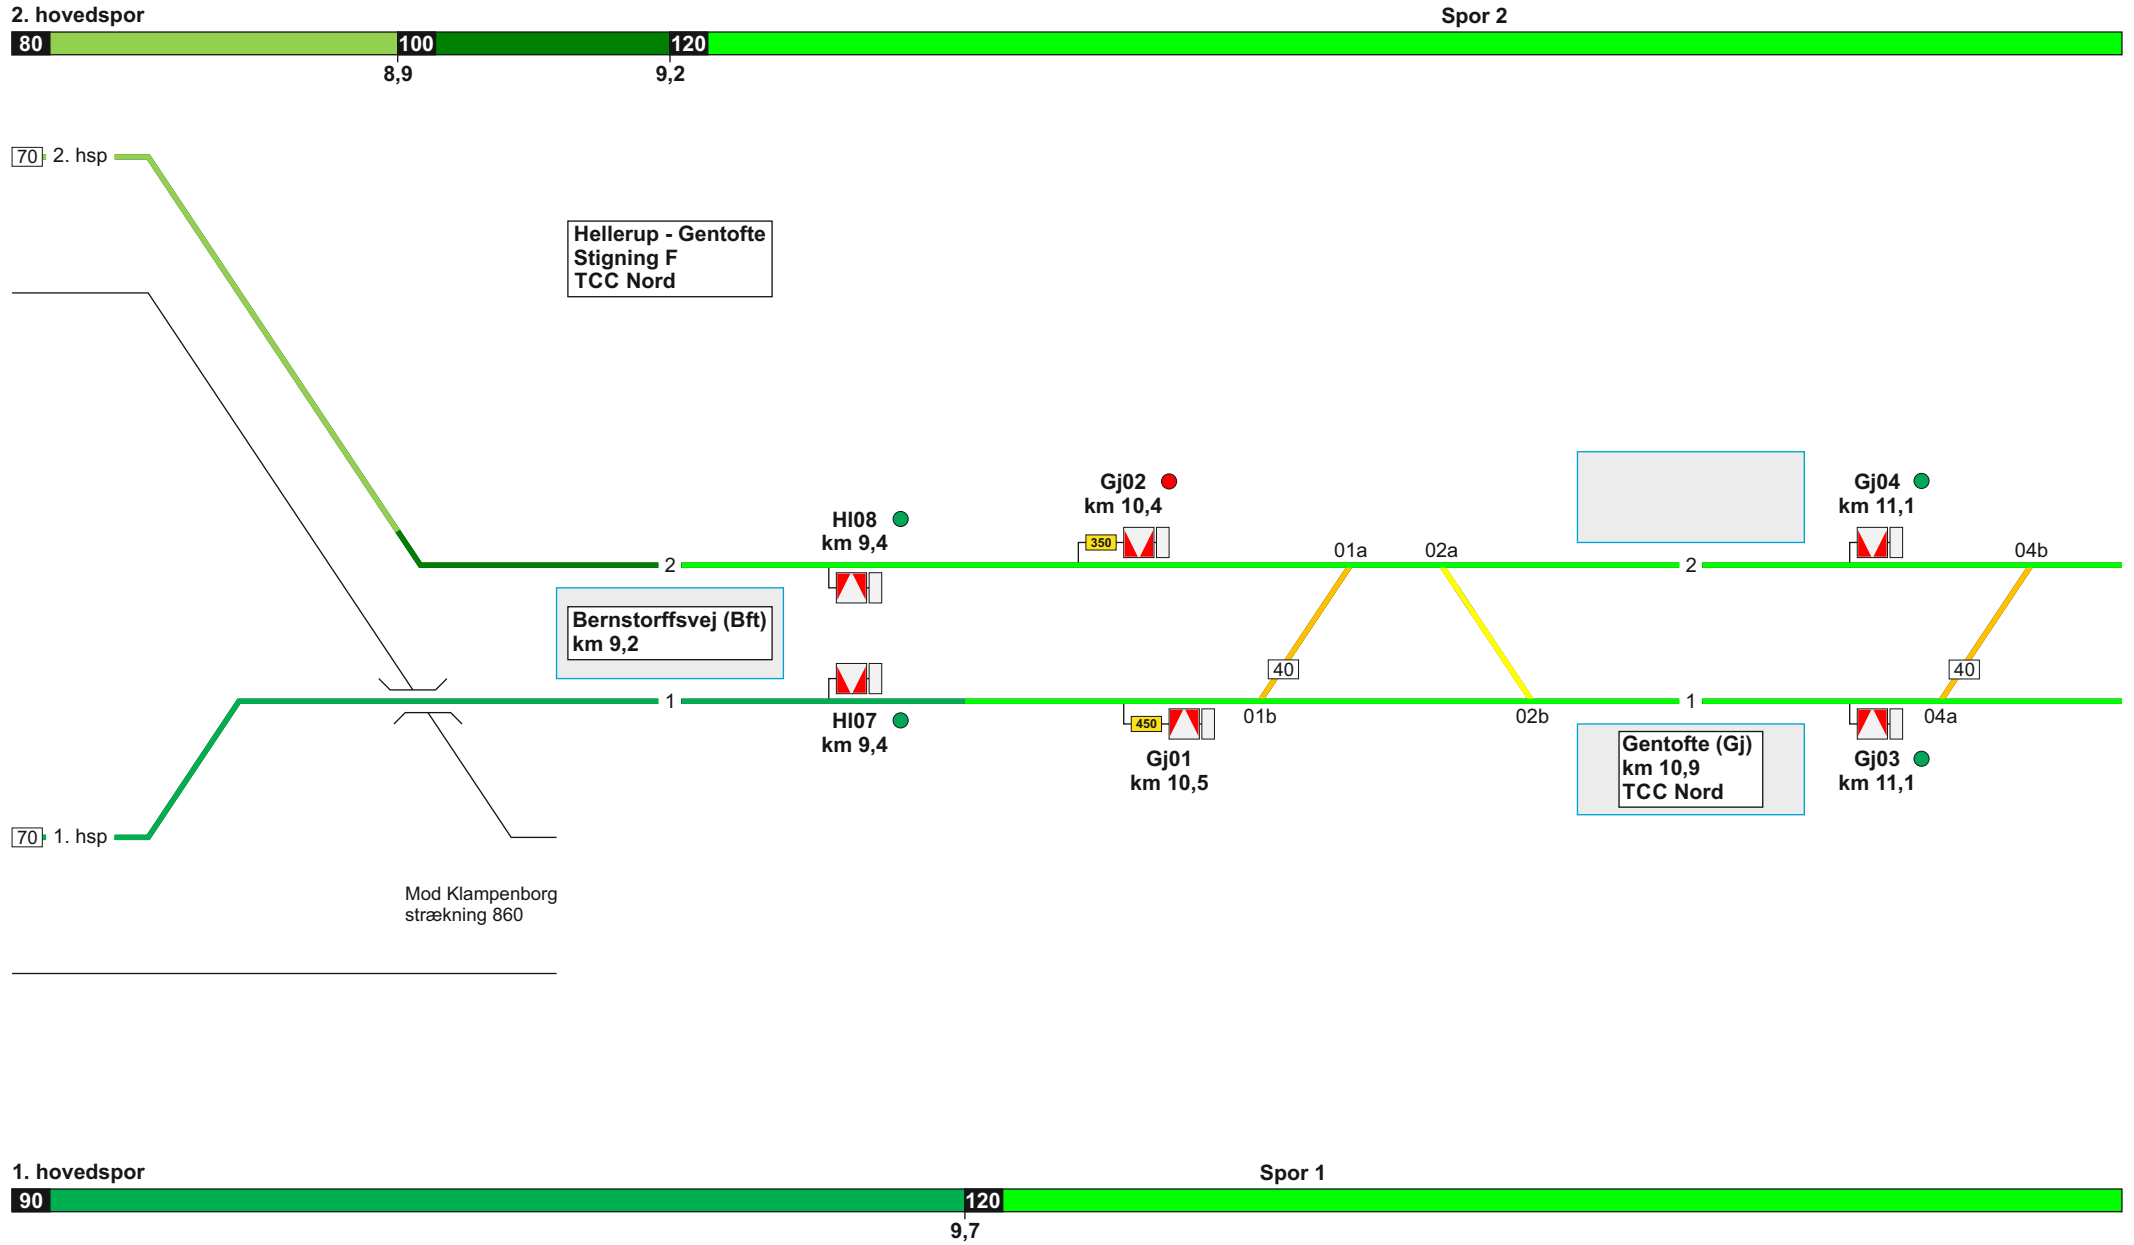 2. hovedspor
Spor 2
80
100
120
8,9
9,2
70
2. hsp
Hellerup - Gentofte
Stigning F
TCC Nord
Gj02
km 10,4
Gj04
km 11,1
Hl08
km 9,4
350
01a
02a
04b
2
2
Bernstorffsvej (Bft)
km 9,2
40
40
1
1
Hl07
km 9,4
450
01b
02b
04a
Gj01
km 10,5
Gentofte (Gj)
km 10,9
TCC Nord
Gj03
km 11,1
70
1. hsp
Mod Klampenborg
strækning 860
1. hovedspor
Spor 1
90
120
9,7